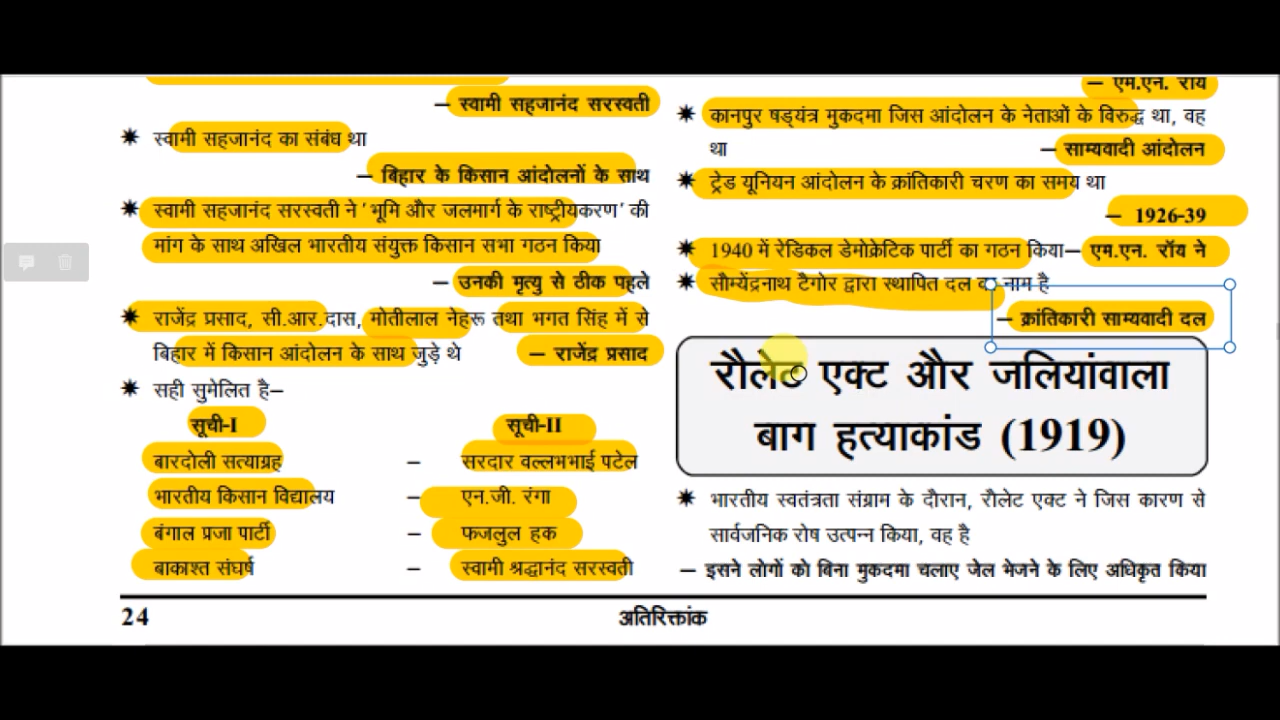 — स्वामी सहजानंद सरस्वती
✷ स्वामी सहजानंद का संबंध था
— बिहार के किसान आंदोलनों के साथ
✷ स्वामी सहजानंद सरस्वती ने 'भूमि और जलमार्ग के राष्ट्रीयकरण' की
मांग के साथ अखिल भारतीय संयुक्त किसान सभा गठन किया
— उनकी मृत्यु से ठीक पहले
✷ राजेंद्र प्रसाद, सी.आर.दास, मोतीलाल नेहरू तथा भगत सिंह में से
बिहार में किसान आंदोलन के साथ जुड़े थे — राजेंद्र प्रसाद
✷ सही सुमेलित है–
सूची-I सूची-II
बारदोली सत्याग्रह – सरदार वल्लभभाई पटेल
भारतीय किसान विद्यालय – एन.जी. रंगा
बंगाल प्रजा पार्टी – फजलुल हक
बाकाश्त संघर्ष – स्वामी श्रद्धानंद सरस्वती
— एम.एन. राय
✷ कानपुर षड्यंत्र मुकदमा जिस आंदोलन के नेताओं के विरुद्ध था, वह
था — साम्यवादी आंदोलन
✷ ट्रेड यूनियन आंदोलन के क्रांतिकारी चरण का समय था
— 1926-39
✷ 1940 में रेडिकल डेमोक्रेटिक पार्टी का गठन किया— एम.एन. रॉय ने
✷ सौम्येंद्रनाथ टैगोर द्वारा स्थापित दल का नाम है
— क्रांतिकारी साम्यवादी दल
रौलेट एक्ट और जलियांवाला
बाग हत्याकांड (1919)
✷ भारतीय स्वतंत्रता संग्राम के दौरान, रौलेट एक्ट ने जिस कारण से
सार्वजनिक रोष उत्पन्न किया, वह है
— इसने लोगों को बिना मुकदमा चलाए जेल भेजने के लिए अधिकृत किया
24 अतिरिक्तांक